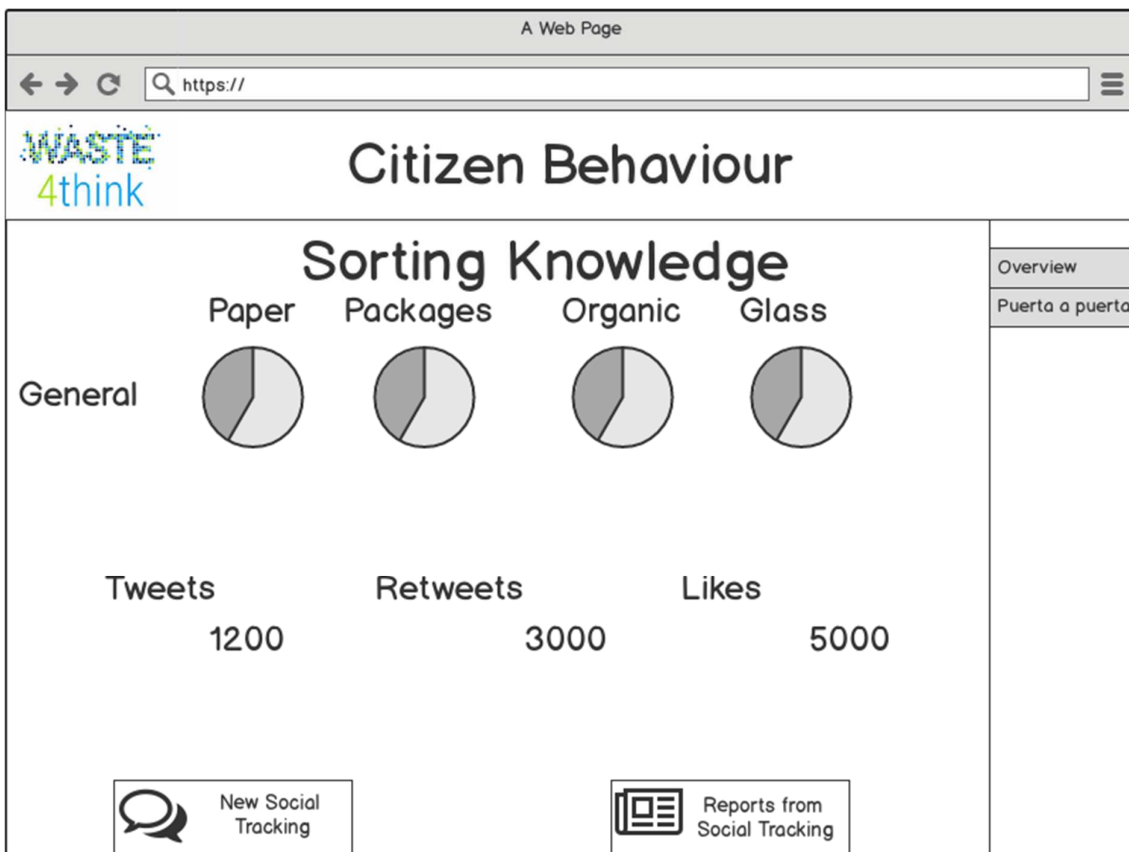 A Web Page
https://
WASTE
4think
Citizen Behaviour
Sorting Knowledge
Paper Packages Organic Glass
General
Tweets Retweets Likes
1200 3000 5000
New Social
Tracking
Reports from
Social Tracking
Overview
Puerta a puerta